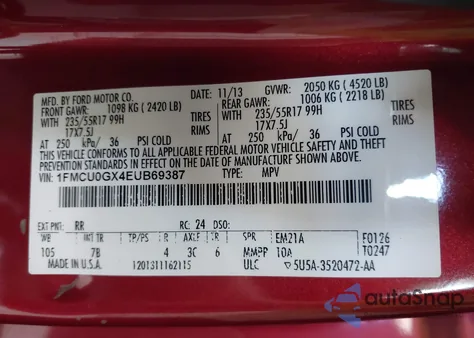 MFD. BY FORD MOTOR CO.
DATE: 11/13 GVWR: 2050 KG (4520 LB)
FRONT GAWR: 1098 KG (2420 LB)
REAR GAWR: 1006 KG (2218 LB)
WITH 235/55R17 99H TIRES
17X7.5J RIMS
AT 250 kPa/ 36 PSI COLD
WITH 235/55R17 99H TIRES
17X7.5J RIMS
AT 250 kPa/ 36 PSI COLD
THIS VEHICLE CONFORMS TO ALL APPLICABLE FEDERAL MOTOR VEHICLE SAFETY, BUMPER, AND THEFT
PREVENTION STANDARDS IN EFFECT ON THE DATE OF MANUFACTURE SHOWN ABOVE.
VIN: 1FMCU0GX4EUB69387
TYPE: MPV
EXT PNT: RR RC: 24 DSO:
WB INT TR TP/PS R AXLE TR SPR EM21A F0126
105 7B 4 3C 6 MMPP 10A T0247
MADE IN U.S.A. 1201311162115 ULC 5U5A-3520472-AA
autoSnap